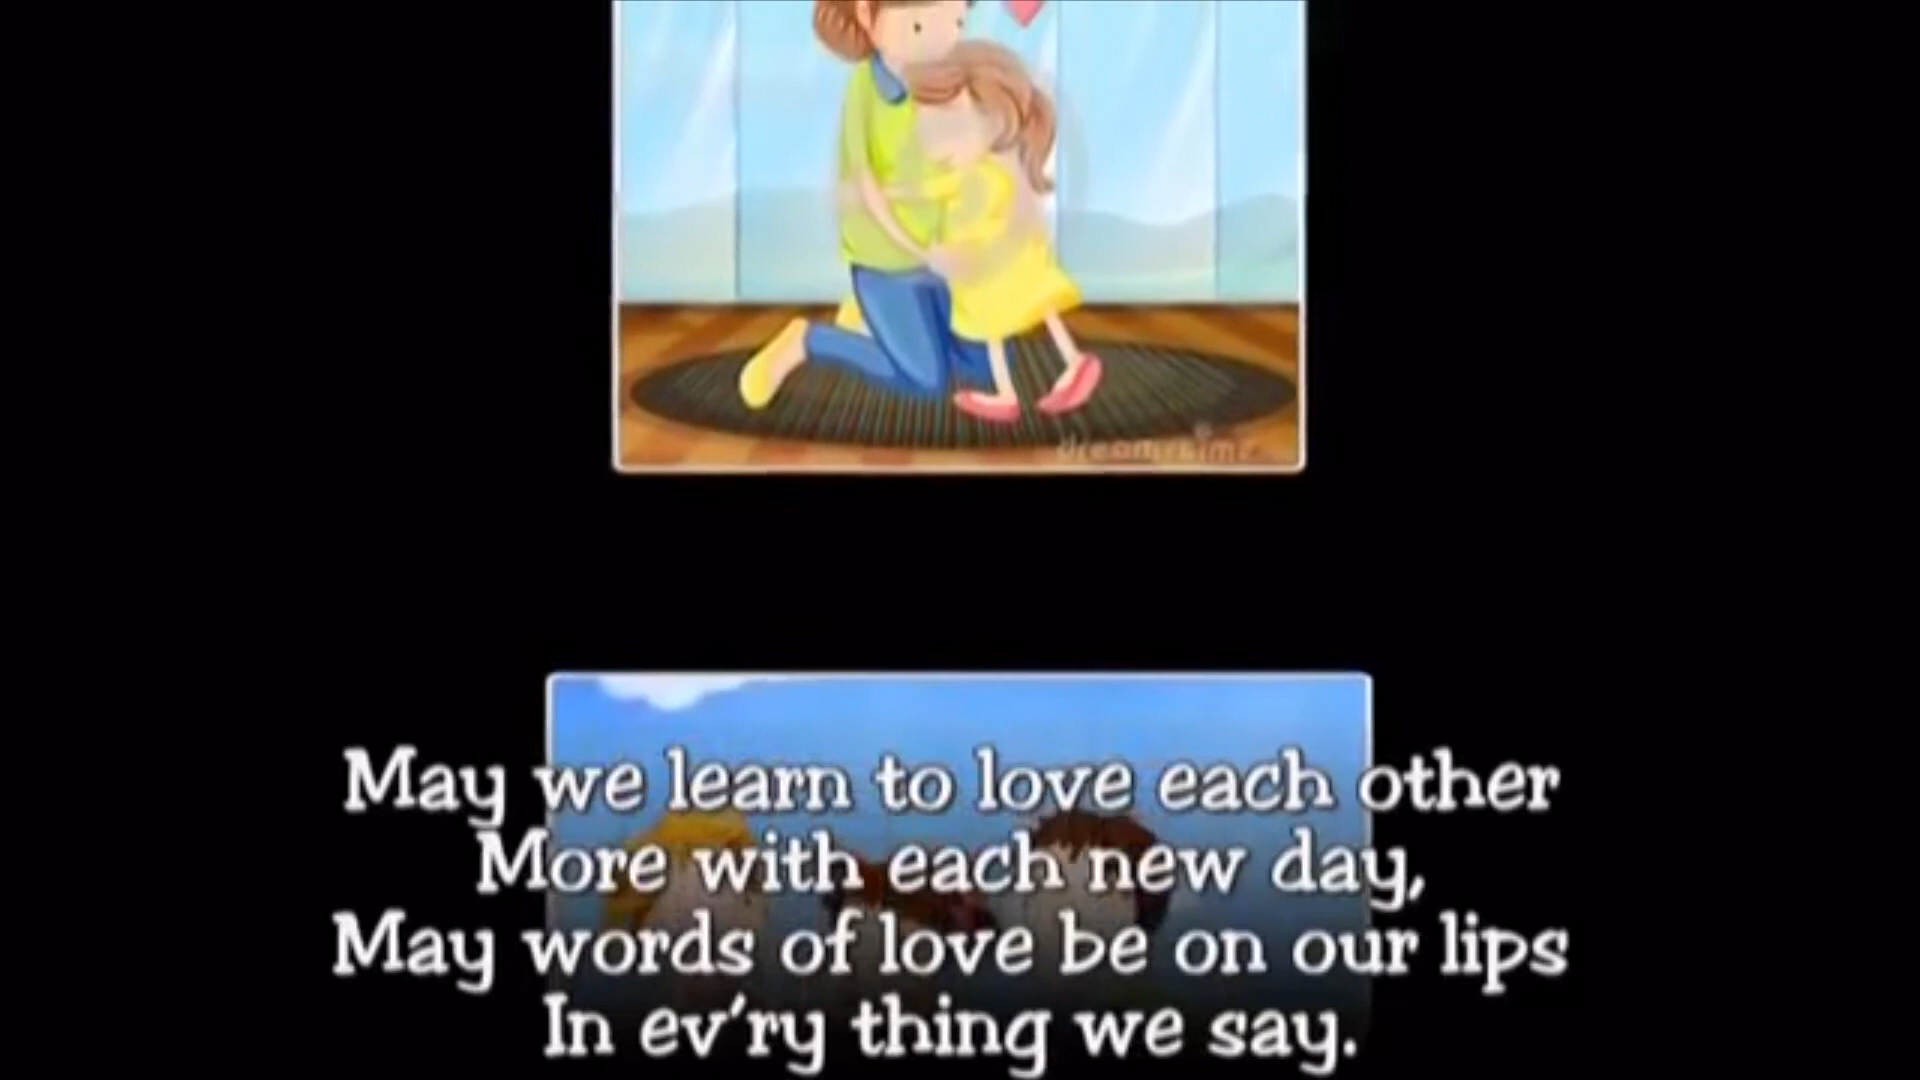 dreamstime
May we learn to love each other
More with each new day,
May words of love be on our lips
In ev'ry thing we say.